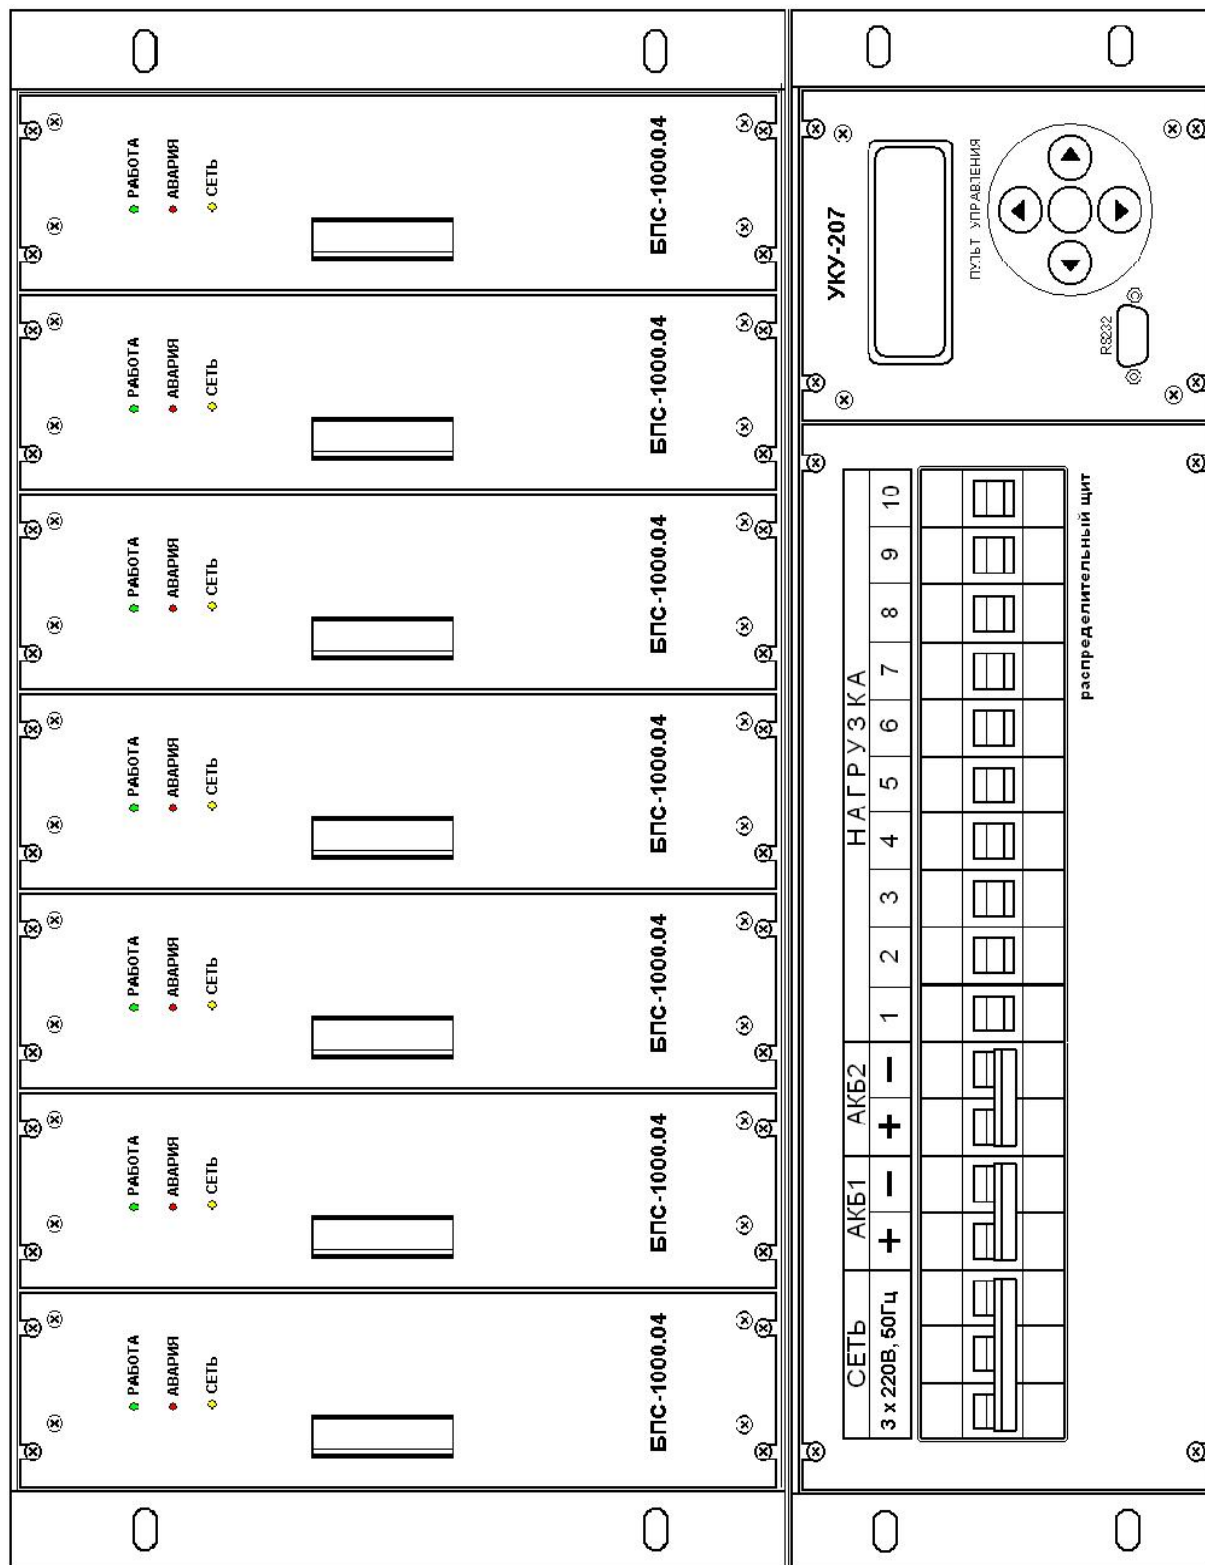 РАБОТА
АВАРИЯ
СЕТЬ
БПС-1000.04
РАБОТА
АВАРИЯ
СЕТЬ
БПС-1000.04
РАБОТА
АВАРИЯ
СЕТЬ
БПС-1000.04
РАБОТА
АВАРИЯ
СЕТЬ
БПС-1000.04
РАБОТА
АВАРИЯ
СЕТЬ
БПС-1000.04
РАБОТА
АВАРИЯ
СЕТЬ
БПС-1000.04
РАБОТА
АВАРИЯ
СЕТЬ
БПС-1000.04
СЕТЬ АКБ1 АКБ2 НАГРУЗКА
3 x 220В, 50Гц + − + − 1 2 3 4 5 6 7 8 9 10
распределительный щит
УКУ-207
ПУЛЬТ УПРАВЛЕНИЯ
RS232